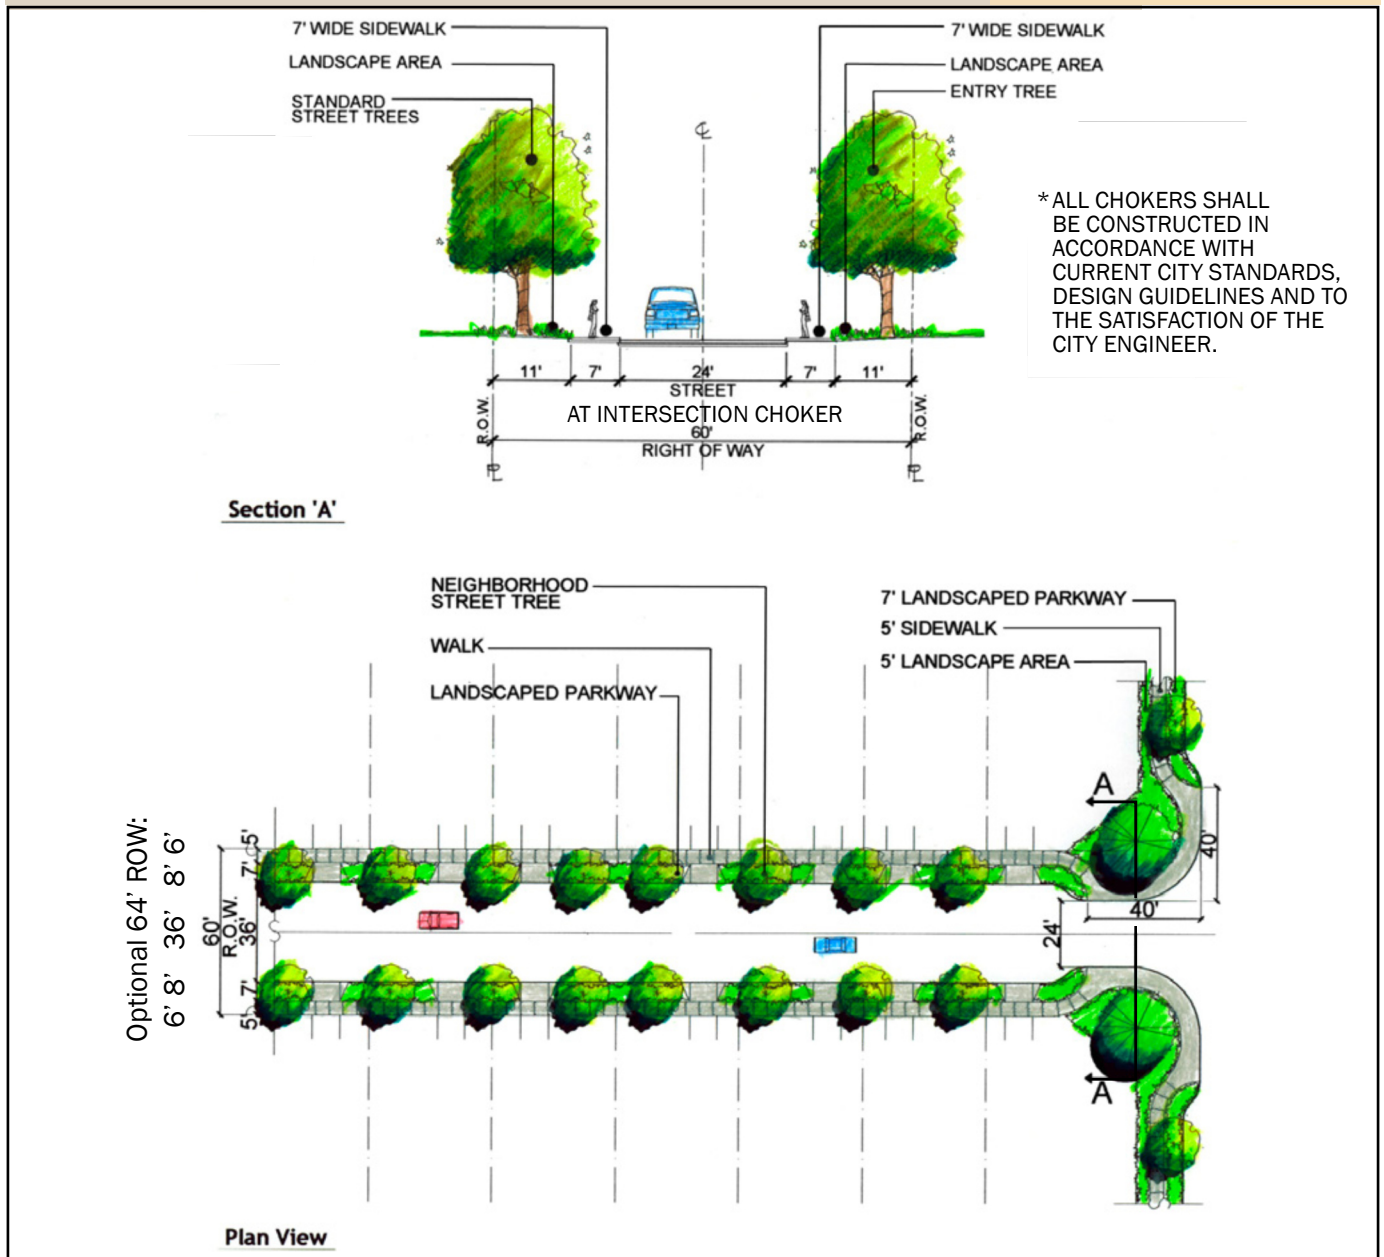 7' WIDE SIDEWALK
LANDSCAPE AREA
STANDARD
STREET TREES
7' WIDE SIDEWALK
LANDSCAPE AREA
ENTRY TREE
℄
*ALL CHOKERS SHALL
BE CONSTRUCTED IN
ACCORDANCE WITH
CURRENT CITY STANDARDS,
DESIGN GUIDELINES AND TO
THE SATISFACTION OF THE
CITY ENGINEER.
11' 7' 24' 7' 11'
STREET
AT INTERSECTION CHOKER
R.O.W.
R.O.W.
60'
RIGHT OF WAY
PL
PL
Section 'A'
NEIGHBORHOOD
STREET TREE
WALK
LANDSCAPED PARKWAY
7' LANDSCAPED PARKWAY
5' SIDEWALK
5' LANDSCAPE AREA
A
40'
40'
24'
A
Optional 64' ROW:
6' 8' 36' 8' 6'
60'
R.O.W.
5' 7' 36' 7' 5'
Plan View